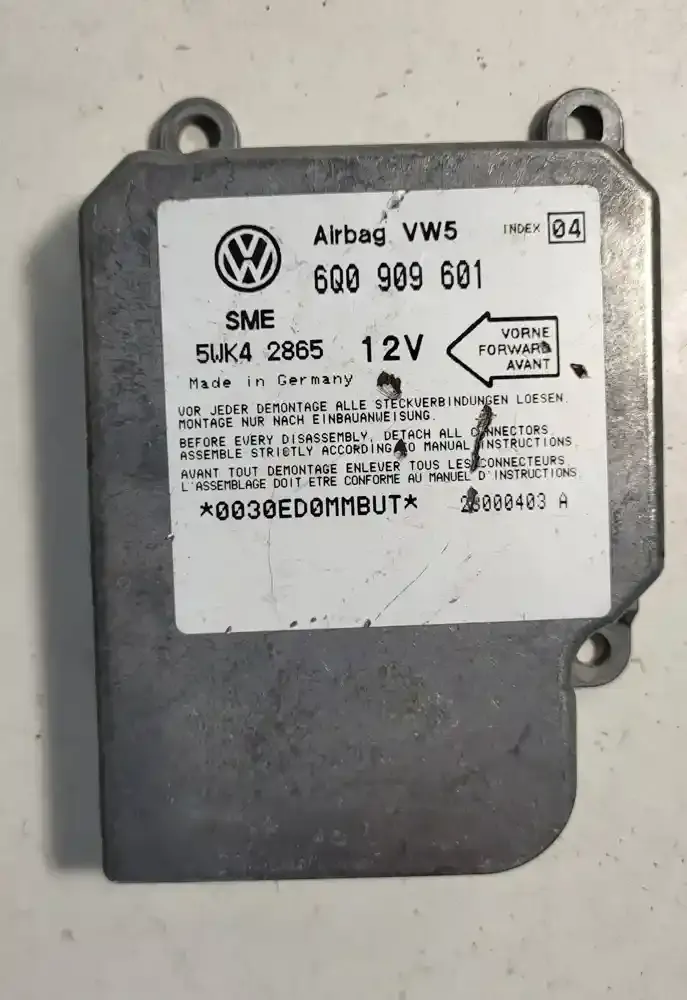 Airbag VW5 INDEX 04
6Q0 909 601
SME
5WK4 2865 12V
VORNE
FORWARD
AVANT
Made in Germany
VOR JEDER DEMONTAGE ALLE STECKVERBINDUNGEN LOESEN.
MONTAGE NUR NACH EINBAUANWEISUNG.
BEFORE EVERY DISASSEMBLY, DETACH ALL CONNECTORS.
ASSEMBLE STRICTLY ACCORDING TO MANUAL INSTRUCTIONS.
AVANT TOUT DEMONTAGE ENLEVER TOUS LES CONNECTEURS.
L'ASSEMBLAGE DOIT ETRE CONFORME AU MANUEL D'INSTRUCTIONS.
*0030ED0MMBUT* A